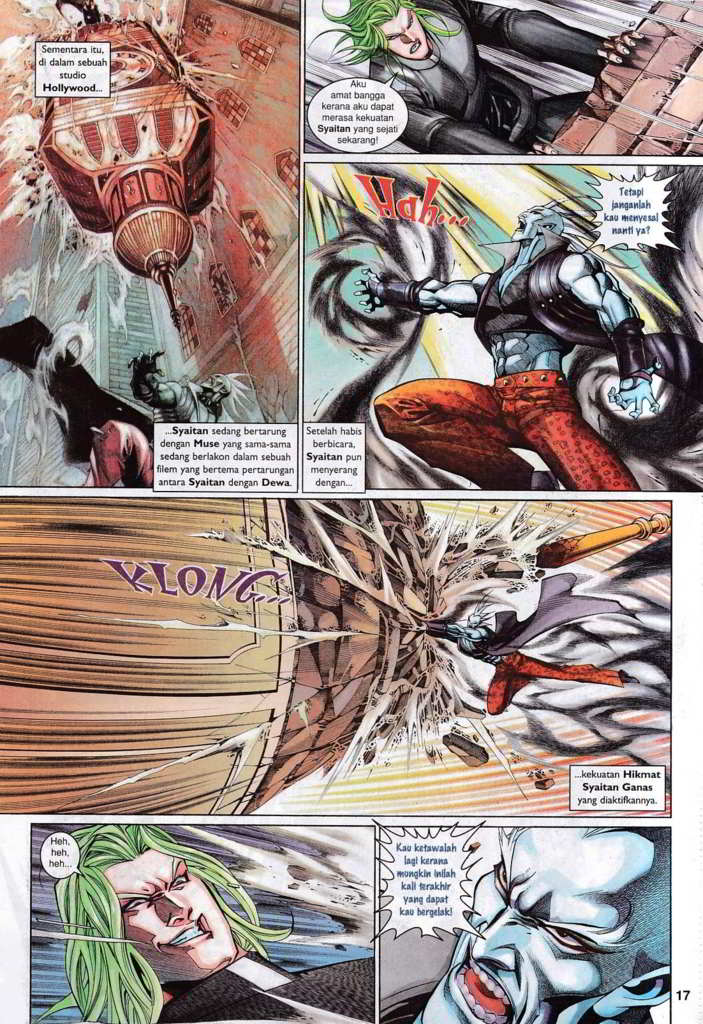 Sementara itu,
di dalam sebuah
studio
Hollywood...
Aku
amat bangga
kerana aku dapat
merasa kekuatan
Syaitan yang sejati
sekarang!
Hah...
Tetapi
janganlah
kau menyesal
nanti ya?
...Syaitan sedang bertarung
dengan Muse yang sama-sama
sedang berlakon dalam sebuah
filem yang bertema pertarungan
antara Syaitan dengan Dewa.
Setelah habis
berbicara,
Syaitan pun
menyerang
dengan...
KLONG...
...kekuatan Hikmat
Syaitan Ganas
yang diaktifkannya.
Heh,
heh,
heh...
Kau ketawalah
lagi kerana
mungkin inilah
kali terakhir
yang dapat
kau bergelak!
17